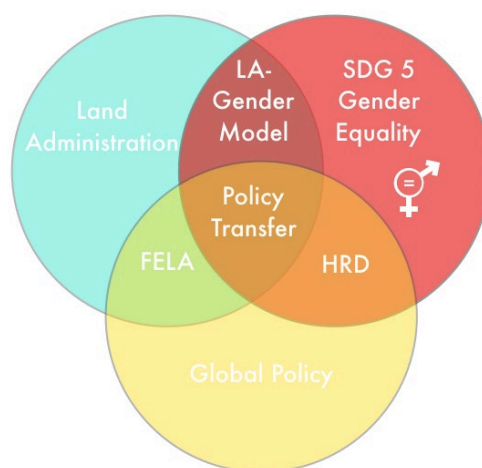 LA-
Gender
Model
SDG 5
Gender
Equality
Land
Administration
=
Policy
Transfer
FELA
HRD
Global Policy